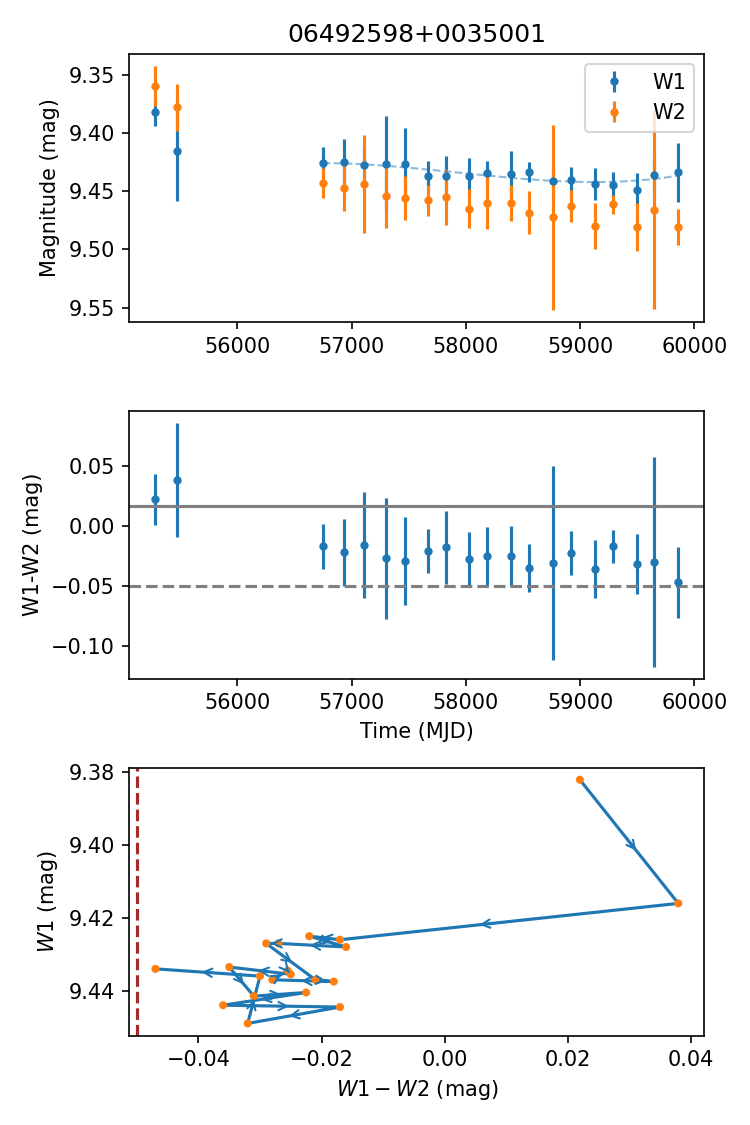 06492598+0035001
W1
W2
Magnitude (mag)
9.35
9.40
9.45
9.50
9.55
56000 57000 58000 59000 60000
W1-W2 (mag)
0.05
0.00
−0.05
−0.10
56000 57000 58000 59000 60000
Time (MJD)
W1 (mag)
9.38
9.40
9.42
9.44
−0.04 −0.02 0.00 0.02 0.04
W1 − W2 (mag)